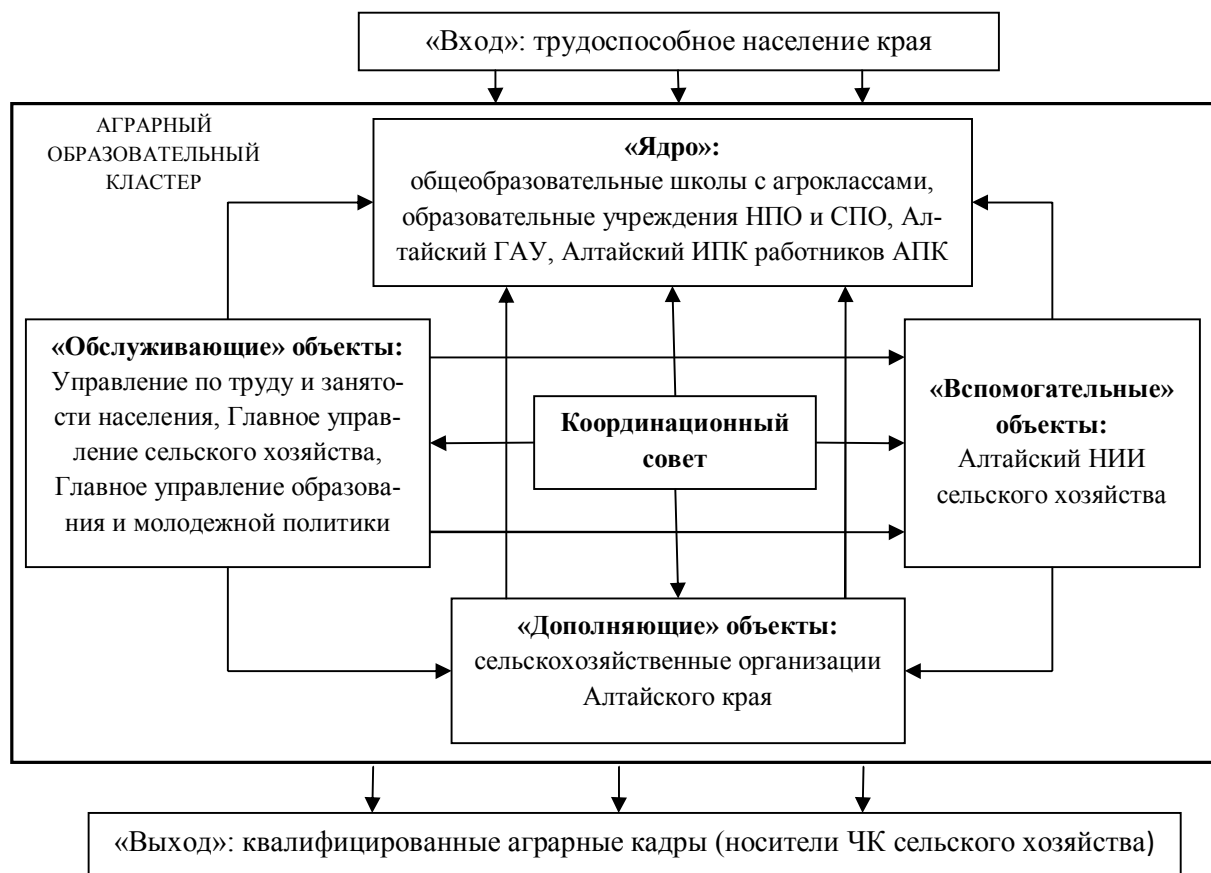 «Вход»: трудоспособное население края
АГРАРНЫЙ
ОБРАЗОВАТЕЛЬНЫЙ
КЛАСТЕР
«Ядро»:
общеобразовательные школы с агроклассами,
образовательные учреждения НПО и СПО, Ал-
тайский ГАУ, Алтайский ИПК работников АПК
«Обслуживающие» объекты:
Управление по труду и занято-
сти населения, Главное управ-
ление сельского хозяйства,
Главное управление образова-
ния и молодежной политики
Координационный
совет
«Вспомогательные»
объекты:
Алтайский НИИ
сельского хозяйства
«Дополняющие» объекты:
сельскохозяйственные организации
Алтайского края
«Выход»: квалифицированные аграрные кадры (носители ЧК сельского хозяйства)